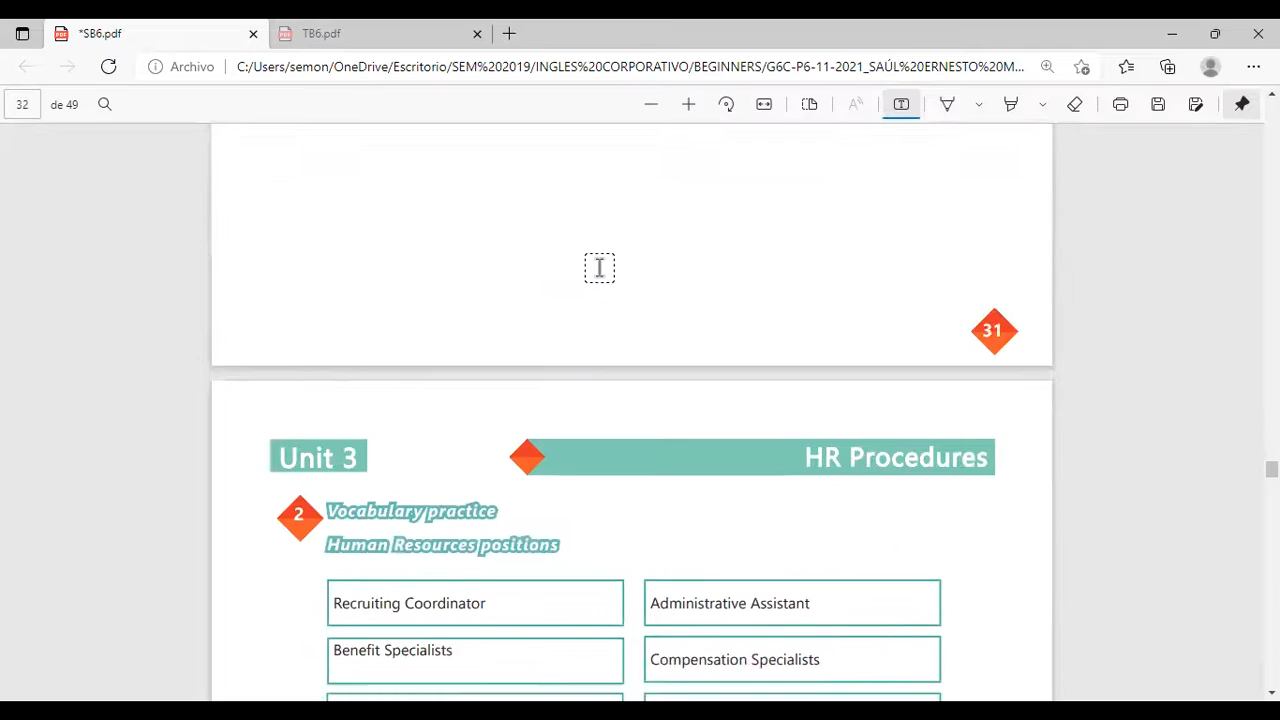 *SB6.pdf
TB6.pdf
Archivo
C:/Users/semon/OneDrive/Escritorio/SEM%202019/INGLES%20CORPORATIVO/BEGINNERS/G6C-P6-11-2021_SAÚL%20ERNESTO%20M...
32 de 49
31
Unit 3
HR Procedures
2 Vocabulary practice
Human Resources positions
Recruiting Coordinator
Administrative Assistant
Benefit Specialists
Compensation Specialists